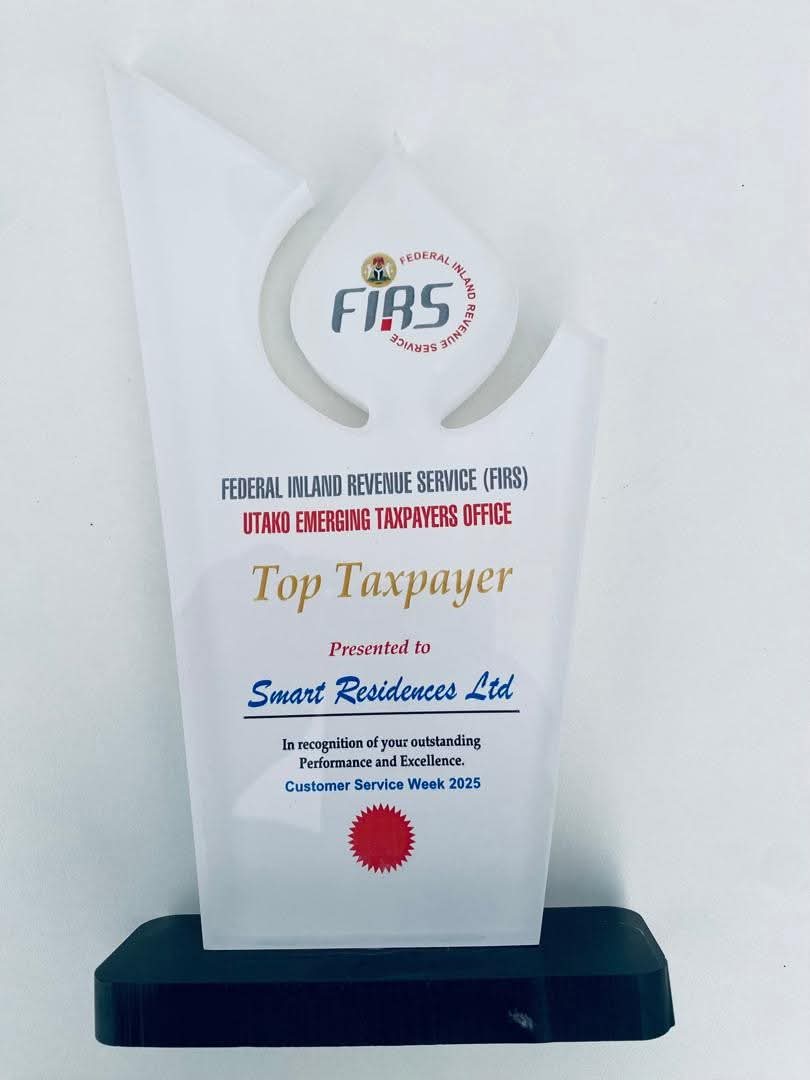 FEDERAL INLAND REVENUE SERVICE
FIRS
FEDERAL INLAND REVENUE SERVICE (FIRS)
UTAKO EMERGING TAXPAYERS OFFICE
Top Taxpayer
Presented to
Smart Residences Ltd
In recognition of your outstanding
Performance and Excellence.
Customer Service Week 2025